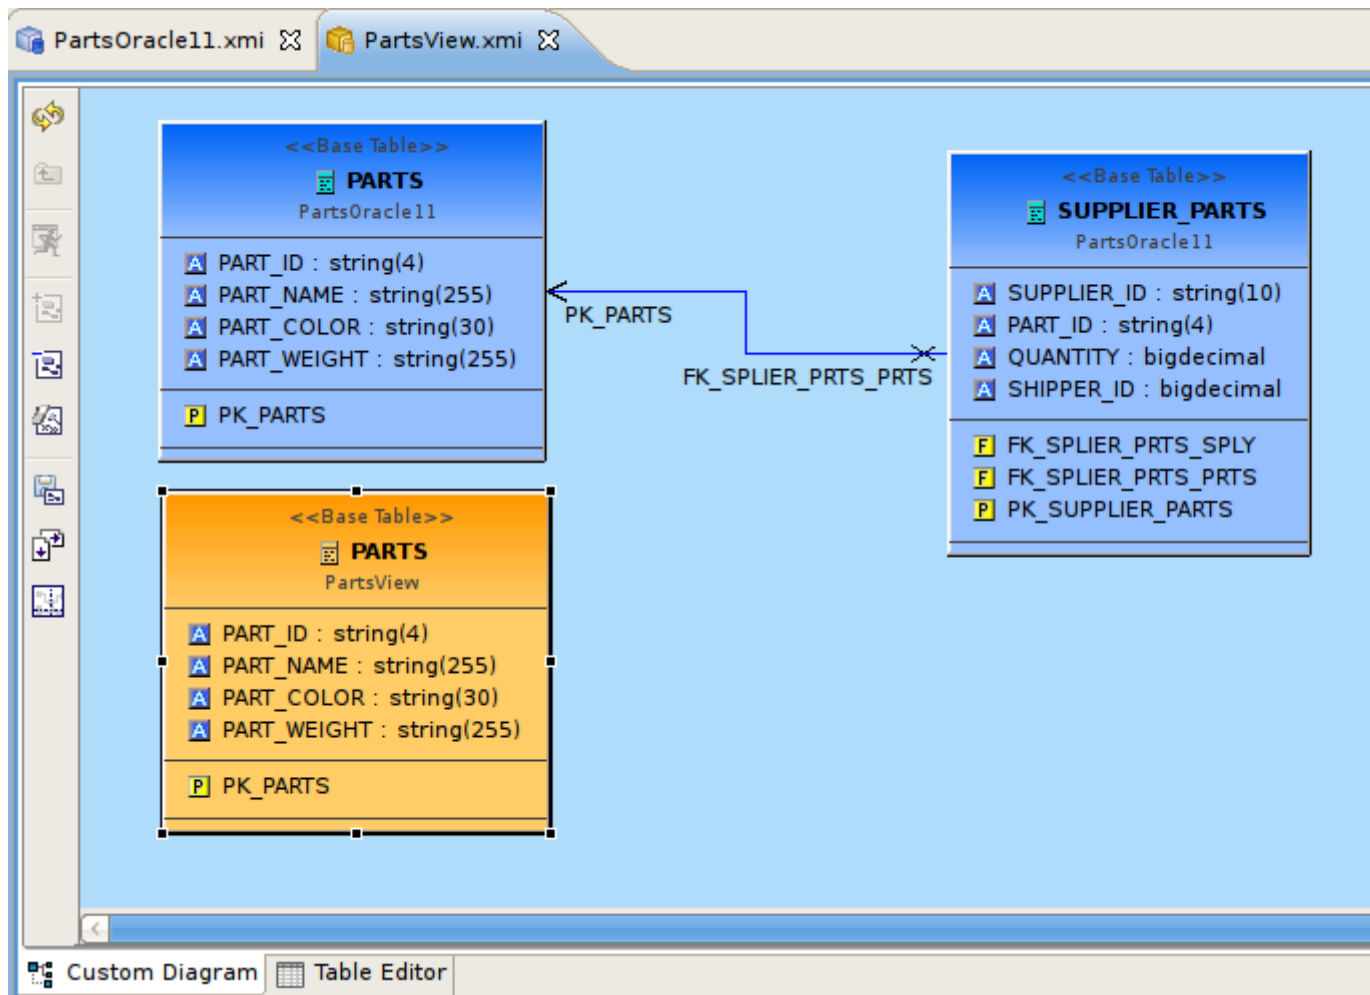 PartsOracle11.xmi
PartsView.xmi
<<Base Table>>
PARTS
PartsOracle11
PART_ID : string(4)
PART_NAME : string(255)
PART_COLOR : string(30)
PART_WEIGHT : string(255)
PK_PARTS
PK_PARTS
FK_SPLIER_PRTS_PRTS
<<Base Table>>
SUPPLIER_PARTS
PartsOracle11
SUPPLIER_ID : string(10)
PART_ID : string(4)
QUANTITY : bigdecimal
SHIPPER_ID : bigdecimal
FK_SPLIER_PRTS_SPLY
FK_SPLIER_PRTS_PRTS
PK_SUPPLIER_PARTS
<<Base Table>>
PARTS
PartsView
PART_ID : string(4)
PART_NAME : string(255)
PART_COLOR : string(30)
PART_WEIGHT : string(255)
PK_PARTS
Custom Diagram
Table Editor